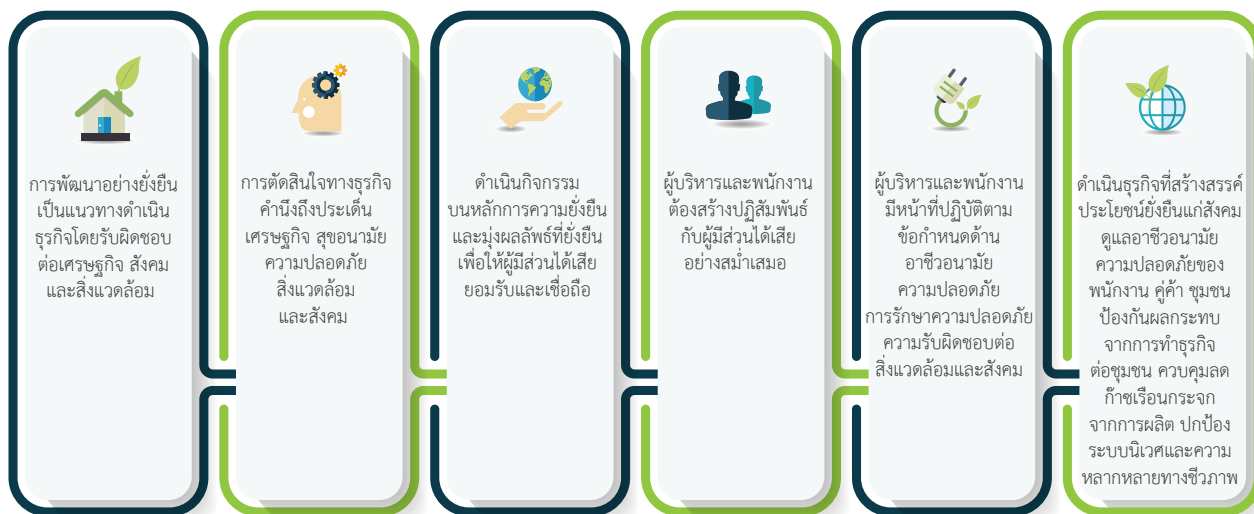 การพัฒนาอย่างยั่งยืน
เป็นแนวทางดำเนิน
ธุรกิจโดยรับผิดชอบ
ต่อเศรษฐกิจ สังคม
และสิ่งแวดล้อม
การตัดสินใจทางธุรกิจ
คำนึงถึงประเด็น
เศรษฐกิจ สุขอนามัย
ความปลอดภัย
สิ่งแวดล้อม
และสังคม
ดำเนินกิจกรรม
บนหลักการความยั่งยืน
และมุ่งผลลัพธ์ที่ยั่งยืน
เพื่อให้ผู้มีส่วนได้เสีย
ยอมรับและเชื่อถือ
ผู้บริหารและพนักงาน
ต้องสร้างปฏิสัมพันธ์
กับผู้มีส่วนได้เสีย
อย่างสม่ำเสมอ
ผู้บริหารและพนักงาน
มีหน้าที่ปฏิบัติตาม
ข้อกำหนดด้าน
อาชีวอนามัย
ความปลอดภัย
การรักษาความปลอดภัย
ความรับผิดชอบต่อ
สิ่งแวดล้อมและสังคม
ดำเนินธุรกิจที่สร้างสรรค์
ประโยชน์ยั่งยืนแก่สังคม
ดูแลอาชีวอนามัย
ความปลอดภัยของ
พนักงาน คู่ค้า ชุมชน
ป้องกันผลกระทบ
จากการทำธุรกิจ
ต่อชุมชน ควบคุมลด
ก๊าซเรือนกระจก
จากการผลิต ปกป้อง
ระบบนิเวศและความ
หลากหลายทางชีวภาพ